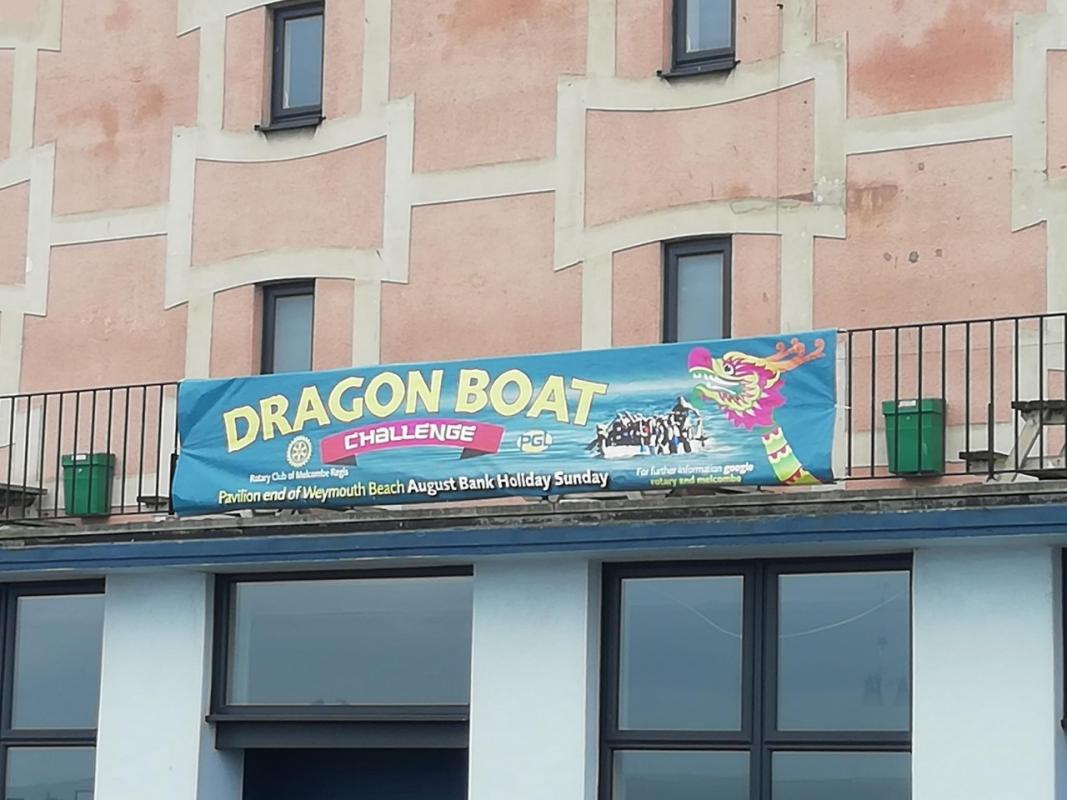 DRAGON BOAT
CHALLENGE
PGL
Rotary Club of Melcombe Regis
Pavilion end of Weymouth Beach August Bank Holiday Sunday
For further information google
rotary and melcombe